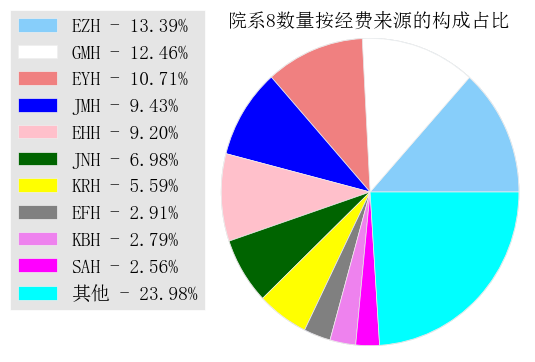 院系8数量按经费来源的构成占比
EZH - 13.39%
GMH - 12.46%
EYH - 10.71%
JMH - 9.43%
EHH - 9.20%
JNH - 6.98%
KRH - 5.59%
EFH - 2.91%
KBH - 2.79%
SAH - 2.56%
其他 - 23.98%